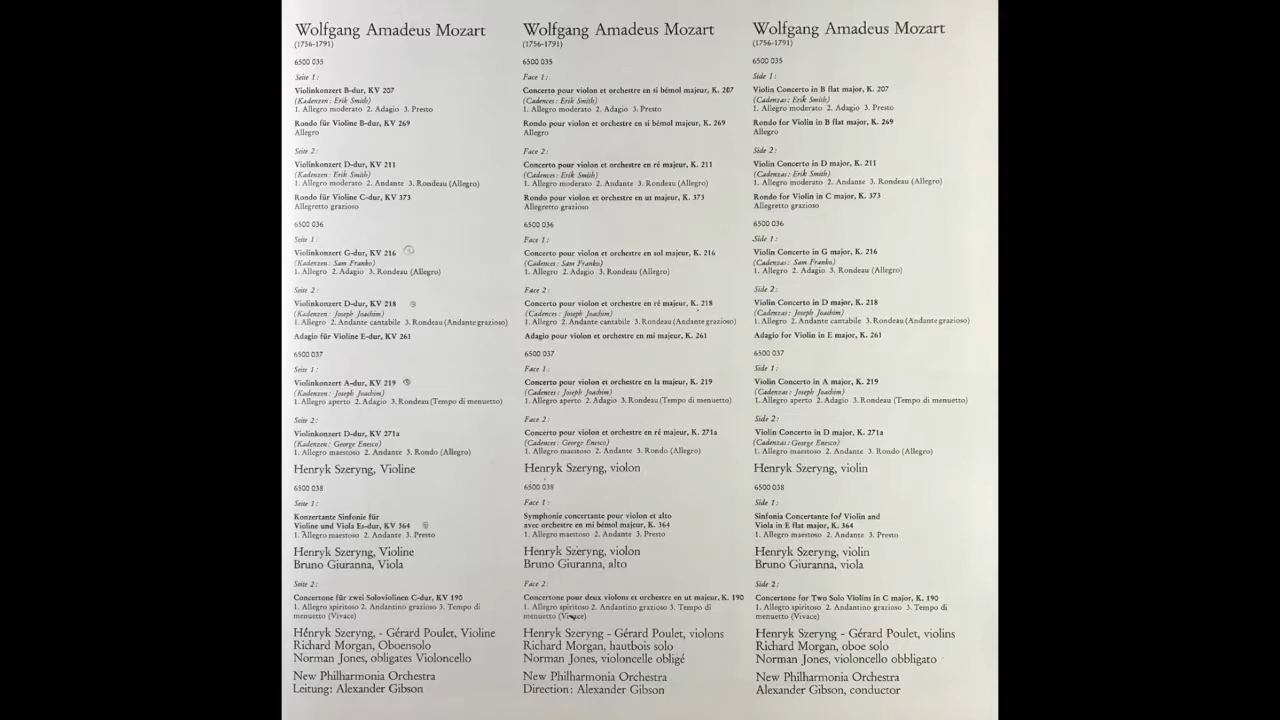 Wolfgang Amadeus Mozart
(1756-1791)
6500 035
Seite 1:
Violinkonzert B-dur, KV 207
(Kadenzen: Erik Smith)
1. Allegro moderato 2. Adagio 3. Presto
Rondo für Violine B-dur, KV 269
Allegro
Seite 2:
Violinkonzert D-dur, KV 211
(Kadenzen: Erik Smith)
1. Allegro moderato 2. Andante 3. Rondeau (Allegro)
Rondo für Violine C-dur, KV 373
Allegretto grazioso
6500 036
Seite 1:
Violinkonzert G-dur, KV 216
(Kadenzen: Sam Franko)
1. Allegro 2. Adagio 3. Rondeau (Allegro)
Seite 2:
Violinkonzert D-dur, KV 218
(Kadenzen: Joseph Joachim)
1. Allegro 2. Andante cantabile 3. Rondeau (Andante grazioso)
Adagio für Violine E-dur, KV 261
6500 037
Seite 1:
Violinkonzert A-dur, KV 219
(Kadenzen: Joseph Joachim)
1. Allegro aperto 2. Adagio 3. Rondeau (Tempo di menuetto)
Seite 2:
Violinkonzert D-dur, KV 271a
(Kadenzen: George Enesco)
1. Allegro maestoso 2. Andante 3. Rondo (Allegro)
Henryk Szeryng, Violine
6500 038
Seite 1:
Konzertante Sinfonie für
Violine und Viola Es-dur, KV 364
1. Allegro maestoso 2. Andante 3. Presto
Henryk Szeryng, Violine
Bruno Giuranna, Viola
Seite 2:
Concertone für zwei Soloviolinen C-dur, KV 190
1. Allegro spiritoso 2. Andantino grazioso 3. Tempo di
menuetto (Vivace)
Henryk Szeryng, - Gérard Poulet, Violine
Richard Morgan, Oboensolo
Norman Jones, obligates Violoncello
New Philharmonia Orchestra
Leitung: Alexander Gibson
Wolfgang Amadeus Mozart
(1756-1791)
6500 035
Face 1:
Concerto pour violon et orchestre en si bémol majeur, K. 207
(Cadences: Erik Smith)
1. Allegro moderato 2. Adagio 3. Presto
Rondo pour violon et orchestre en si bémol majeur, K. 269
Allegro
Face 2:
Concerto pour violon et orchestre en ré majeur, K. 211
(Cadences: Erik Smith)
1. Allegro moderato 2. Andante 3. Rondeau (Allegro)
Rondo pour violon et orchestre en ut majeur, K. 373
Allegretto grazioso
6500 036
Face 1:
Concerto pour violon et orchestre en sol majeur, K. 216
(Cadences: Sam Franko)
1. Allegro 2. Adagio 3. Rondeau (Allegro)
Face 2:
Concerto pour violon et orchestre en ré majeur, K. 218
(Cadences: Joseph Joachim)
1. Allegro 2. Andante cantabile 3. Rondeau (Andante grazioso)
Adagio pour violon et orchestre en mi majeur, K. 261
6500 037
Face 1:
Concerto pour violon et orchestre en la majeur, K. 219
(Cadences: Joseph Joachim)
1. Allegro aperto 2. Adagio 3. Rondeau (Tempo di menuetto)
Face 2:
Concerto pour violon et orchestre en ré majeur, K. 271a
(Cadences: George Enesco)
1. Allegro maestoso 2. Andante 3. Rondo (Allegro)
Henryk Szeryng, violon
6500 038
Face 1:
Symphonie concertante pour violon et alto
avec orchestre en mi bémol majeur, K. 364
1. Allegro maestoso 2. Andante 3. Presto
Henryk Szeryng, violon
Bruno Giuranna, alto
Face 2:
Concertone pour deux violons et orchestre en ut majeur, K. 190
1. Allegro spiritoso 2. Andantino grazioso 3. Tempo di
menuetto (Vivace)
Henryk Szeryng - Gérard Poulet, violons
Richard Morgan, hautbois solo
Norman Jones, violoncelle obligé
New Philharmonia Orchestra
Direction: Alexander Gibson
Wolfgang Amadeus Mozart
(1756-1791)
6500 035
Side 1:
Violin Concerto in B flat major, K. 207
(Cadenzas: Erik Smith)
1. Allegro moderato 2. Adagio 3. Presto
Rondo for Violin in B flat major, K. 269
Allegro
Side 2:
Violin Concerto in D major, K. 211
(Cadenzas: Erik Smith)
1. Allegro moderato 2. Andante 3. Rondeau (Allegro)
Rondo for Violin in C major, K. 373
Allegretto grazioso
6500 036
Side 1:
Violin Concerto in G major, K. 216
(Cadenzas: Sam Franko)
1. Allegro 2. Adagio 3. Rondeau (Allegro)
Side 2:
Violin Concerto in D major, K. 218
(Cadenzas: Joseph Joachim)
1. Allegro 2. Andante cantabile 3. Rondeau (Andante grazioso)
Adagio for Violin in E major, K. 261
6500 037
Side 1:
Violin Concerto in A major, K. 219
(Cadenzas: Joseph Joachim)
1. Allegro aperto 2. Adagio 3. Rondeau (Tempo di menuetto)
Side 2:
Violin Concerto in D major, K. 271a
(Cadenzas: George Enesco)
1. Allegro maestoso 2. Andante 3. Rondo (Allegro)
Henryk Szeryng, violin
6500 038
Side 1:
Sinfonia Concertante for Violin and
Viola in E flat major, K. 364
1. Allegro maestoso 2. Andante 3. Presto
Henryk Szeryng, violin
Bruno Giuranna, viola
Side 2:
Concertone for Two Solo Violins in C major, K. 190
1. Allegro spiritoso 2. Andantino grazioso 3. Tempo di
menuetto (Vivace)
Henryk Szeryng - Gérard Poulet, violins
Richard Morgan, oboe solo
Norman Jones, violoncello obbligato
New Philharmonia Orchestra
Alexander Gibson, conductor